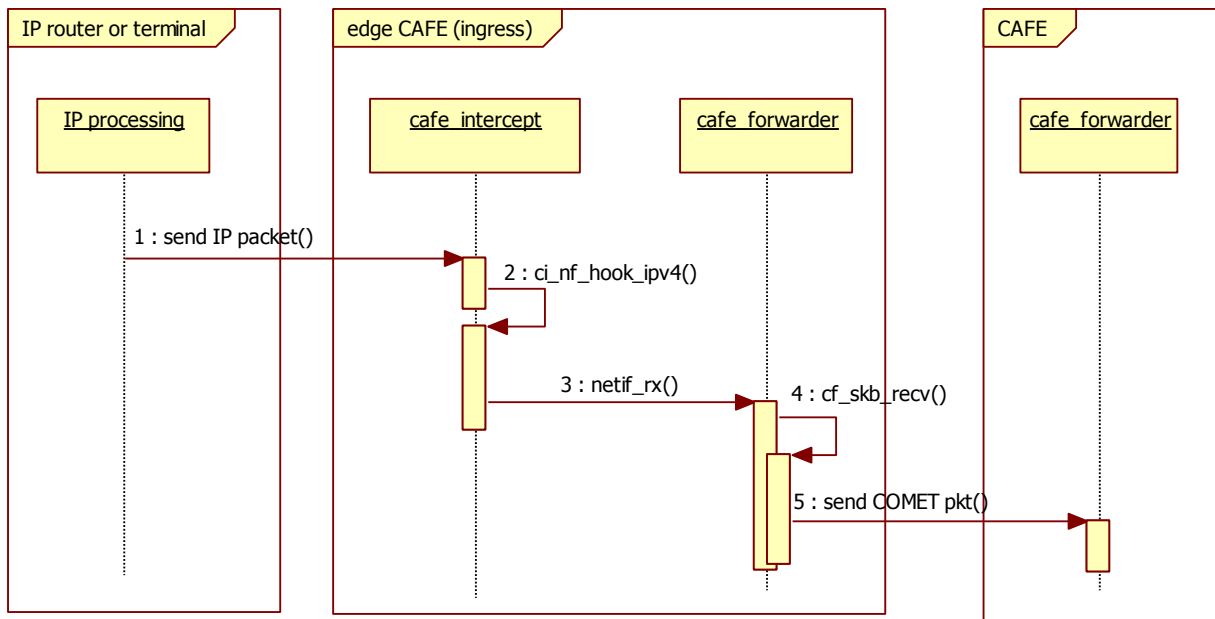 IP router or terminal
edge CAFE (ingress)
CAFE
IP processing
cafe_intercept
cafe_forwarder
cafe_forwarder
1 : send IP packet()
2 : ci_nf_hook_ipv4()
3 : netif_rx()
4 : cf_skb_recv()
5 : send COMET pkt()